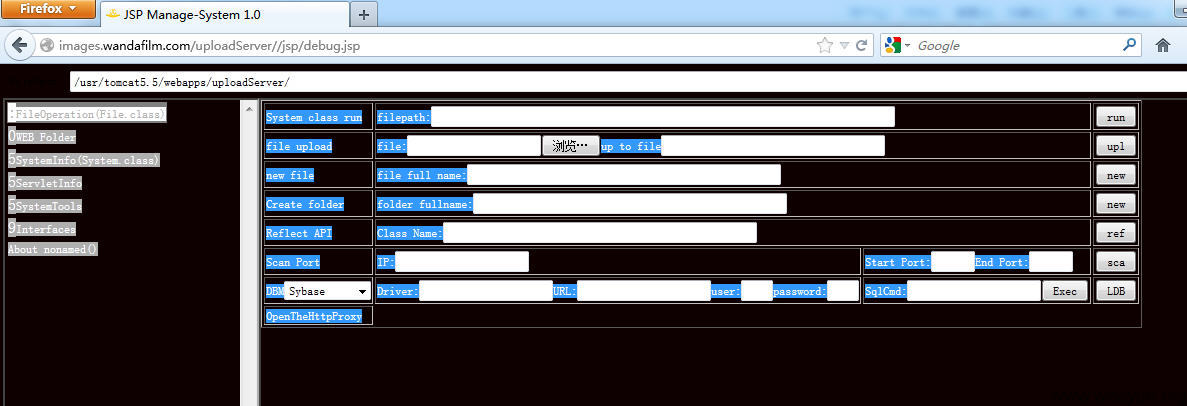 Firefox
JSP Manage-System 1.0
images.wandafilm.com/uploadServer//jsp/debug.jsp
Google
/usr/tomcat5.5/webapps/uploadServer/
:FileOperation(File.class)
0WEB Folder
5SystemInfo(System.class)
5ServletInfo
5SystemTools
9Interfaces
About nonamed()
System class run filepath: run
file upload file: 浏览… up to file upl
new file file full name: new
Create folder folder fullname: new
Reflect API Class Name: ref
Scan Port IP: Start Port: End Port: sca
DBM Sybase Driver: URL: user: password: SqlCmd: Exec LDB
OpenTheHttpProxy